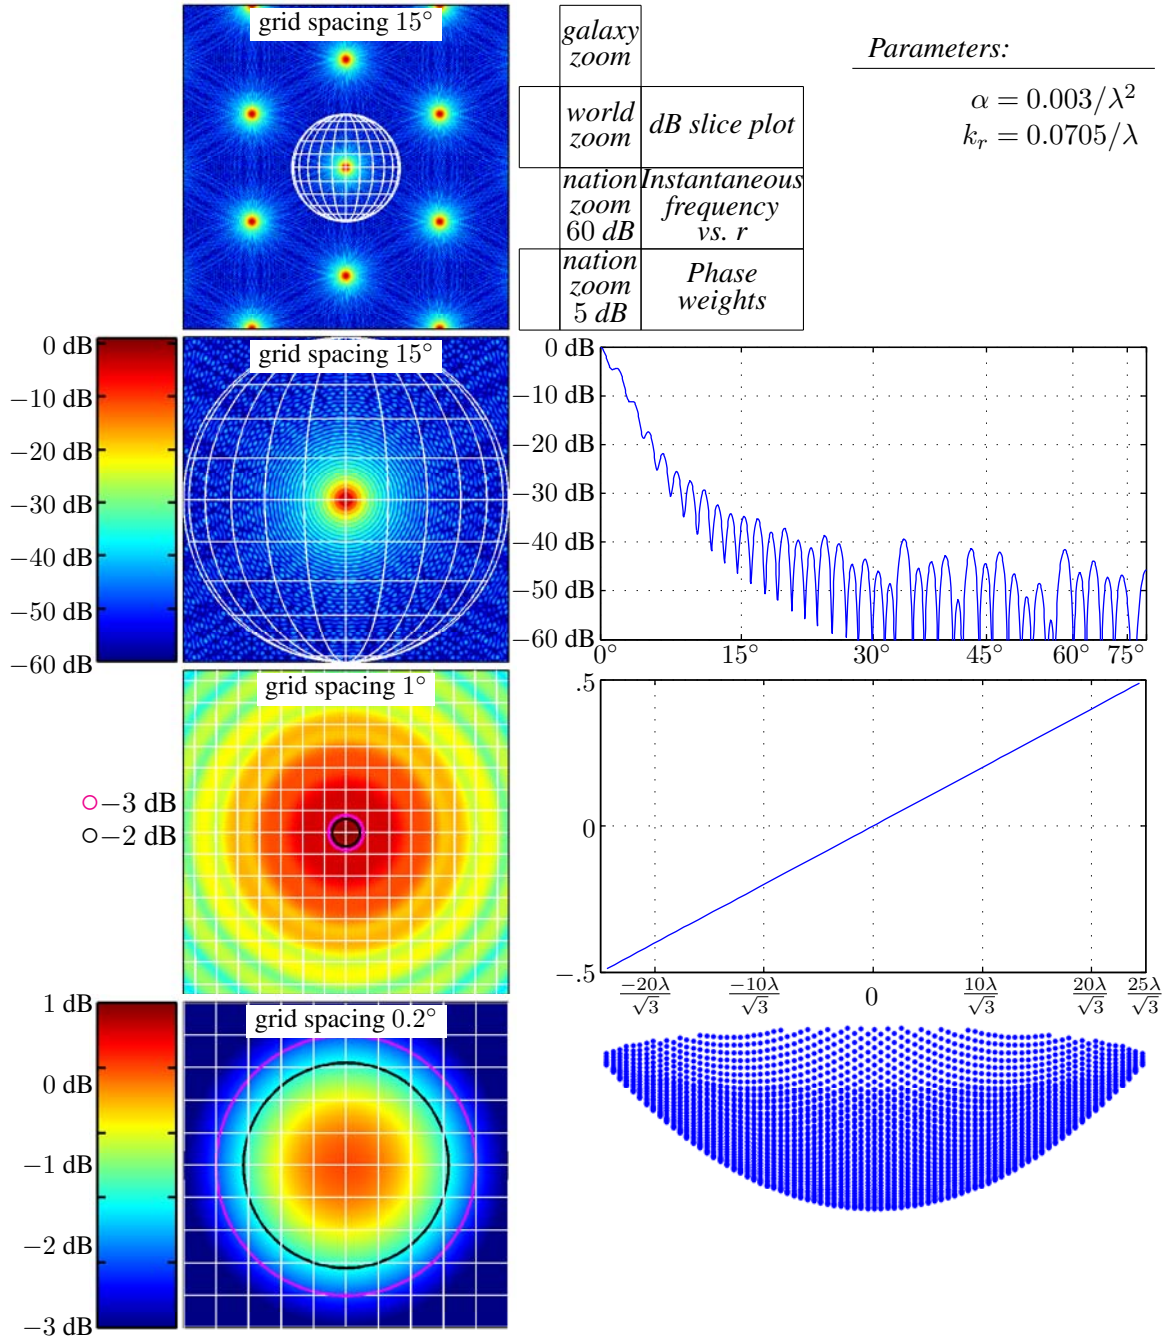 grid spacing 15°
galaxy
zoom
world
zoom
dB slice plot
nation
zoom
60 dB
Instantaneous
frequency
vs. r
nation
zoom
5 dB
Phase
weights
Parameters:
α = 0.003/λ²
k_r = 0.0705/λ
grid spacing 15°
0 dB
−10 dB
−20 dB
−30 dB
−40 dB
−50 dB
−60 dB
0 dB
−10 dB
−20 dB
−30 dB
−40 dB
−50 dB
−60 dB
0° 15° 30° 45° 60° 75°
grid spacing 1°
−3 dB
−2 dB
.5
0
−.5
−20λ/√3 −10λ/√3 0 10λ/√3 20λ/√3 25λ/√3
grid spacing 0.2°
1 dB
0 dB
−1 dB
−2 dB
−3 dB